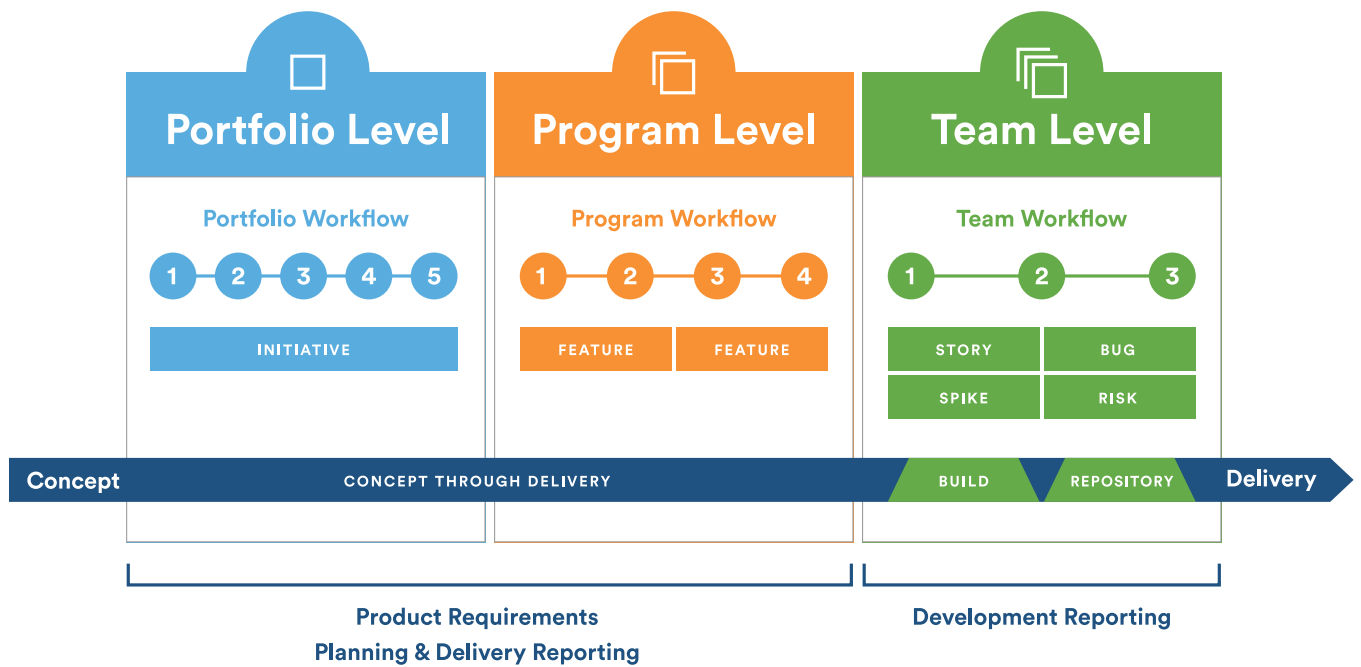 Portfolio Level
Program Level
Team Level
Portfolio Workflow
1 2 3 4 5
INITIATIVE
Program Workflow
1 2 3 4
FEATURE FEATURE
Team Workflow
1 2 3
STORY BUG
SPIKE RISK
Concept CONCEPT THROUGH DELIVERY BUILD REPOSITORY Delivery
Product Requirements
Planning & Delivery Reporting
Development Reporting